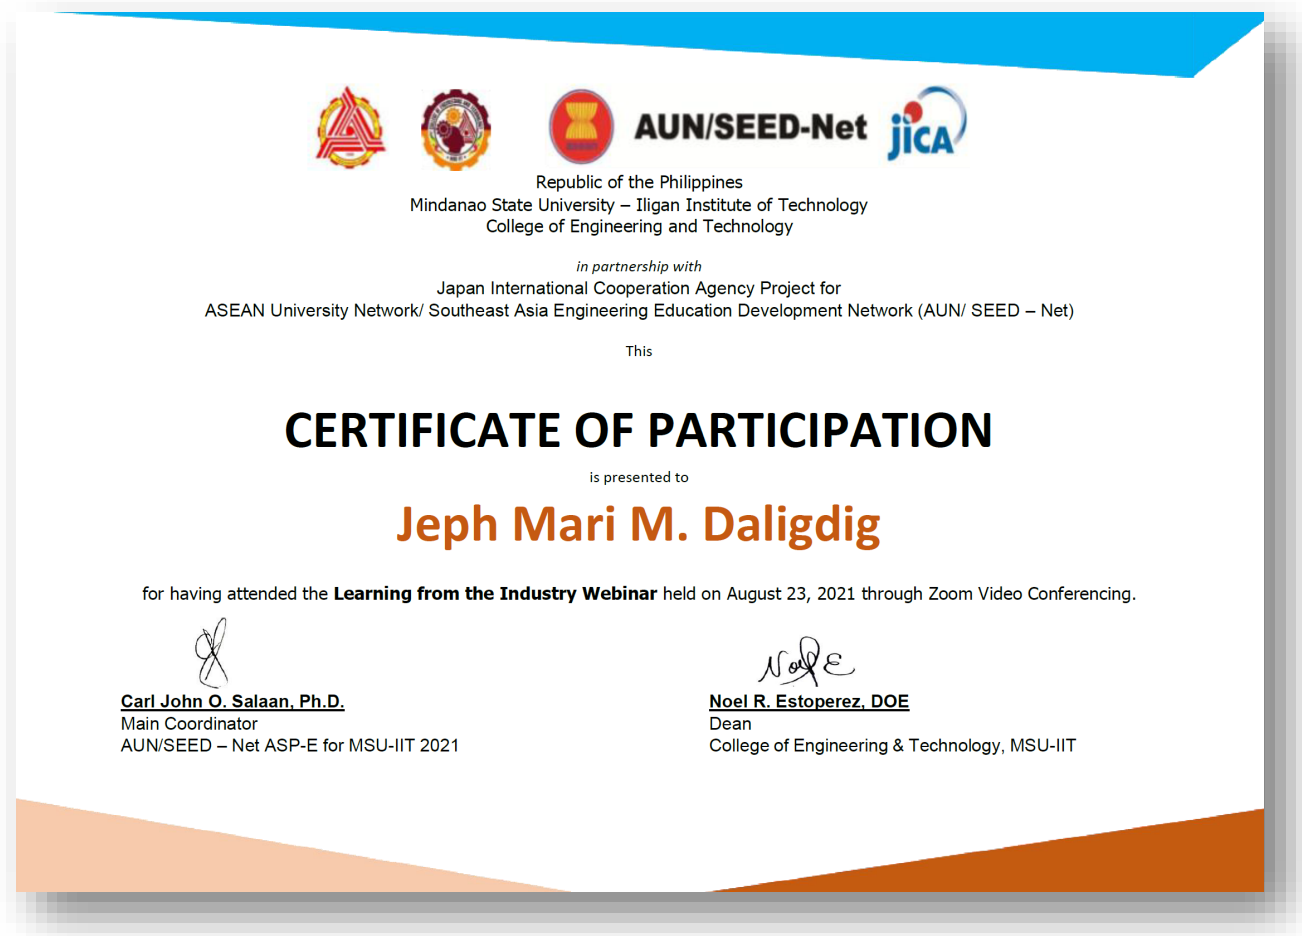 AUN/SEED-Net
jICA
Republic of the Philippines
Mindanao State University – Iligan Institute of Technology
College of Engineering and Technology
in partnership with
Japan International Cooperation Agency Project for
ASEAN University Network/ Southeast Asia Engineering Education Development Network (AUN/ SEED – Net)
This
CERTIFICATE OF PARTICIPATION
is presented to
Jeph Mari M. Daligdig
for having attended the Learning from the Industry Webinar held on August 23, 2021 through Zoom Video Conferencing.
Carl John O. Salaan, Ph.D.
Main Coordinator
AUN/SEED – Net ASP-E for MSU-IIT 2021
Noel R. Estoperez, DOE
Dean
College of Engineering & Technology, MSU-IIT